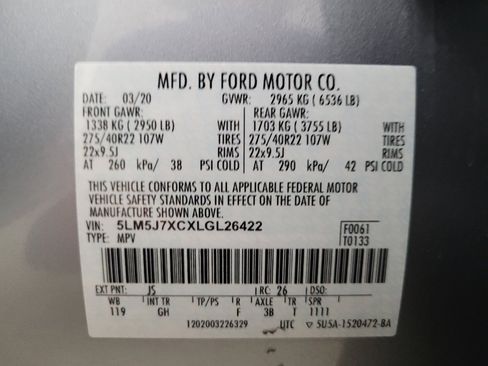 MFD. BY FORD MOTOR CO.
DATE: 03/20 GVWR: 2965 KG ( 6536 LB)
FRONT GAWR: REAR GAWR:
1338 KG ( 2950 LB) WITH 1703 KG ( 3755 LB) WITH
275/40R22 107W TIRES 275/40R22 107W TIRES
22x9.5J RIMS 22x9.5J RIMS
AT 260 kPa/ 38 PSI COLD AT 290 kPa/ 42 PSI COLD
THIS VEHICLE CONFORMS TO ALL APPLICABLE FEDERAL MOTOR
VEHICLE SAFETY STANDARDS IN EFFECT ON THE DATE OF
MANUFACTURE SHOWN ABOVE.
VIN: 5LM5J7XCXLGL26422 F0061
TYPE: MPV T0133
EXT PNT: JS RC: 26 DSO:
WB INT TR TP/PS R AXLE TR SPR
119 GH F 3B T 1111
1202003226329 UTC ▽ 5U5A-1520472-BA